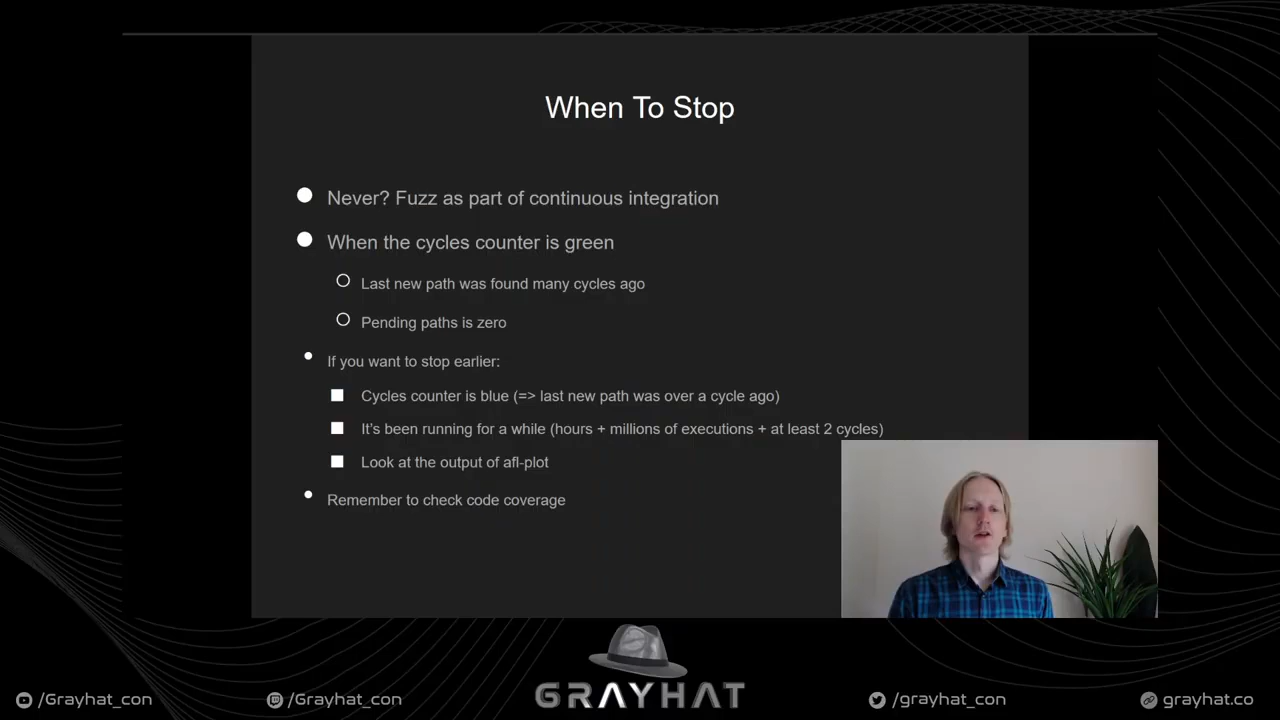 When To Stop
Never? Fuzz as part of continuous integration
When the cycles counter is green
Last new path was found many cycles ago
Pending paths is zero
If you want to stop earlier:
Cycles counter is blue (=> last new path was over a cycle ago)
It's been running for a while (hours + millions of executions + at least 2 cycles)
Look at the output of afl-plot
Remember to check code coverage
GRAYHAT
/Grayhat_con
/Grayhat_con
/grayhat_con
grayhat.co